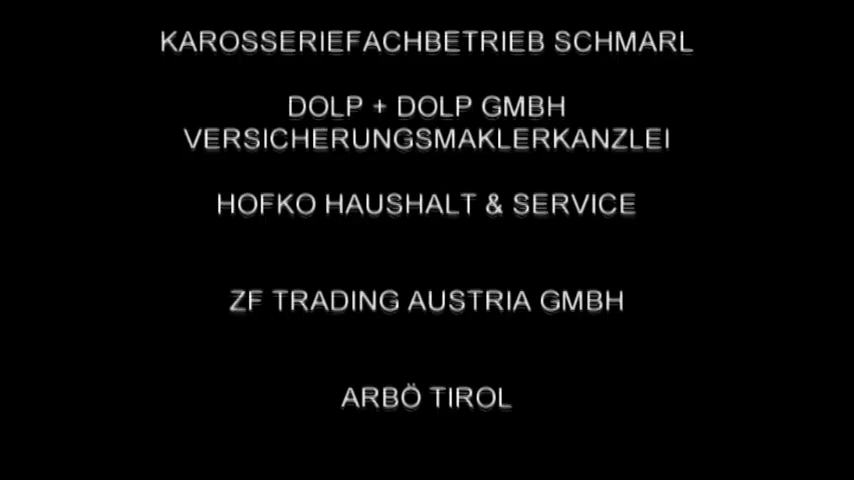 KAROSSERIEFACHBETRIEB SCHMARL
DOLP + DOLP GMBH
VERSICHERUNGSMAKLERKANZLEI
HOFKO HAUSHALT & SERVICE
ZF TRADING AUSTRIA GMBH
ARBÖ TIROL